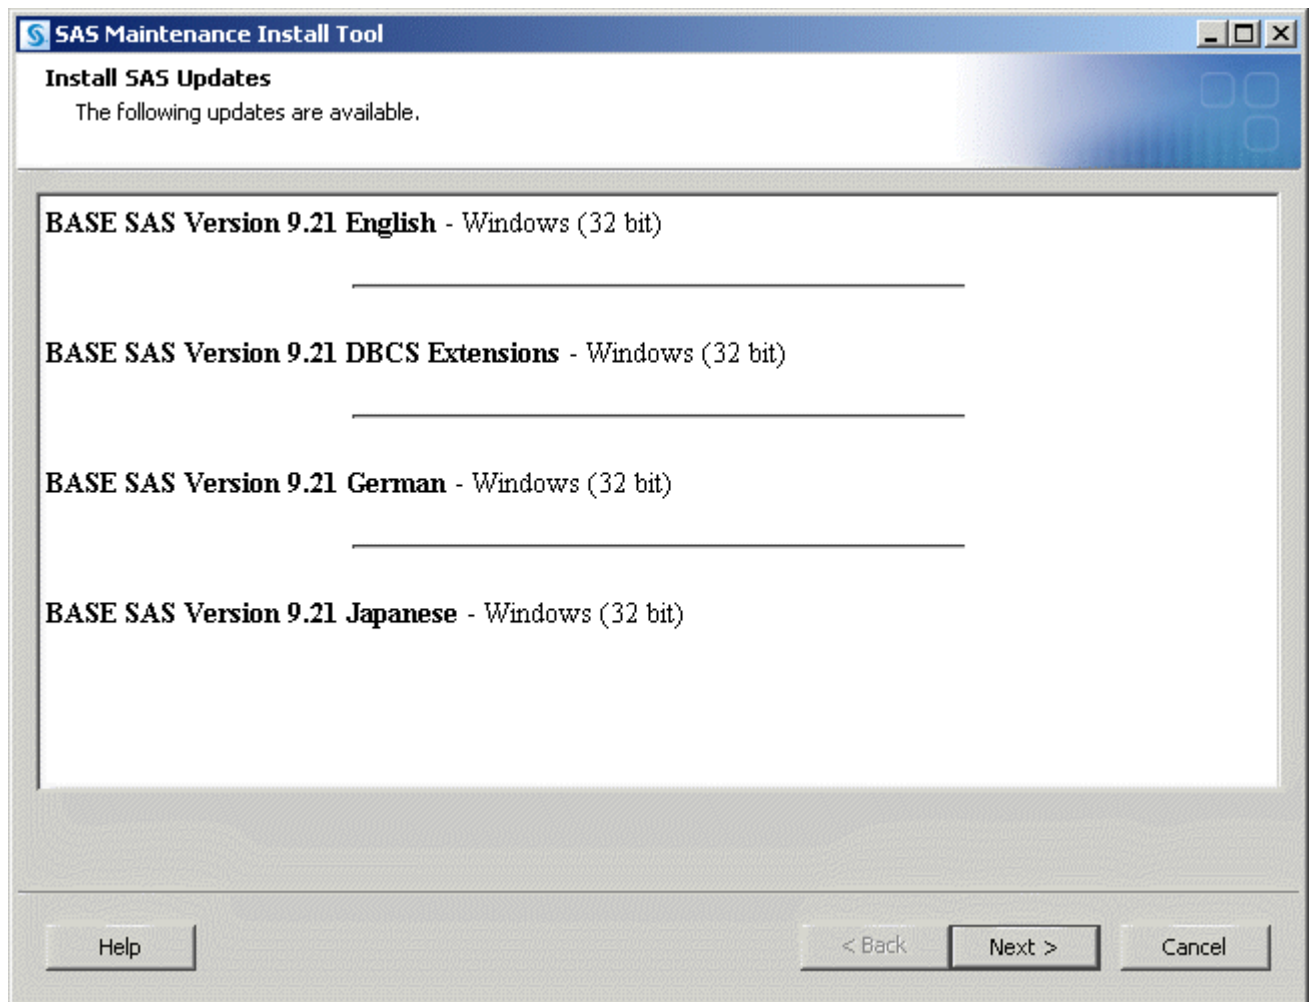 SAS Maintenance Install Tool
Install SAS Updates
The following updates are available.
BASE SAS Version 9.21 English - Windows (32 bit)
BASE SAS Version 9.21 DBCS Extensions - Windows (32 bit)
BASE SAS Version 9.21 German - Windows (32 bit)
BASE SAS Version 9.21 Japanese - Windows (32 bit)
Help < Back Next > Cancel